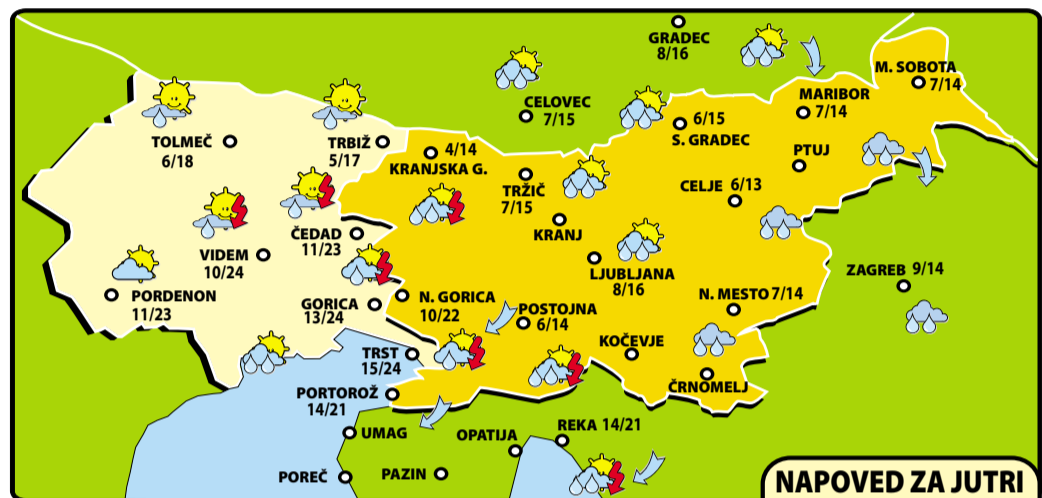 GRADEC
8/16
M. SOBOTA
7/14
MARIBOR
7/14
CELOVEC
7/15
6/15
S. GRADEC
TOLMEČ
6/18
TRBIŽ
5/17
4/14
KRANJSKA G.
PTUJ
TRŽIČ
7/15
CELJE 6/13
KRANJ
ČEDAD
11/23
VIDEM
10/24
LJUBLJANA
8/16
ZAGREB 9/14
PORDENON
11/23
GORICA
13/24
N. GORICA
10/22
N. MESTO 7/14
POSTOJNA
6/14
KOČEVJE
TRST
15/24
ČRNOMELJ
PORTOROŽ
14/21
UMAG
OPATIJA
REKA 14/21
POREČ
PAZIN
NAPOVED ZA JUTRI